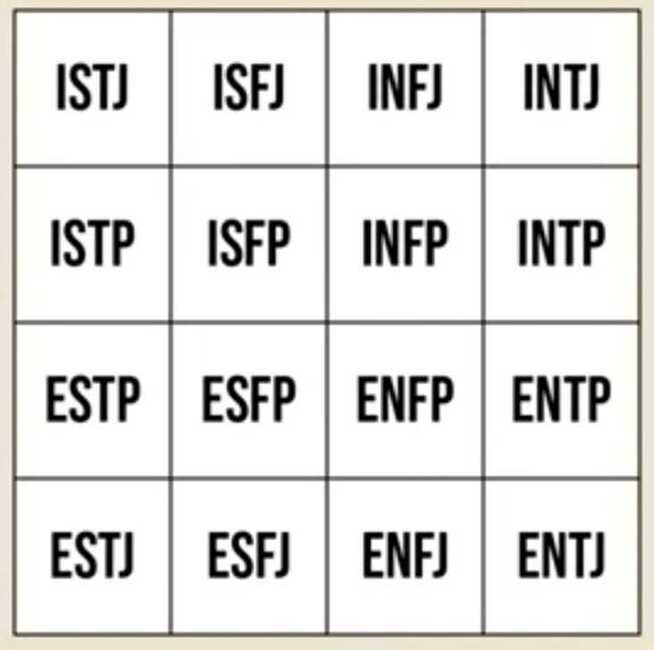 ISTJ ISFJ INFJ INTJ
ISTP ISFP INFP INTP
ESTP ESFP ENFP ENTP
ESTJ ESFJ ENFJ ENTJ